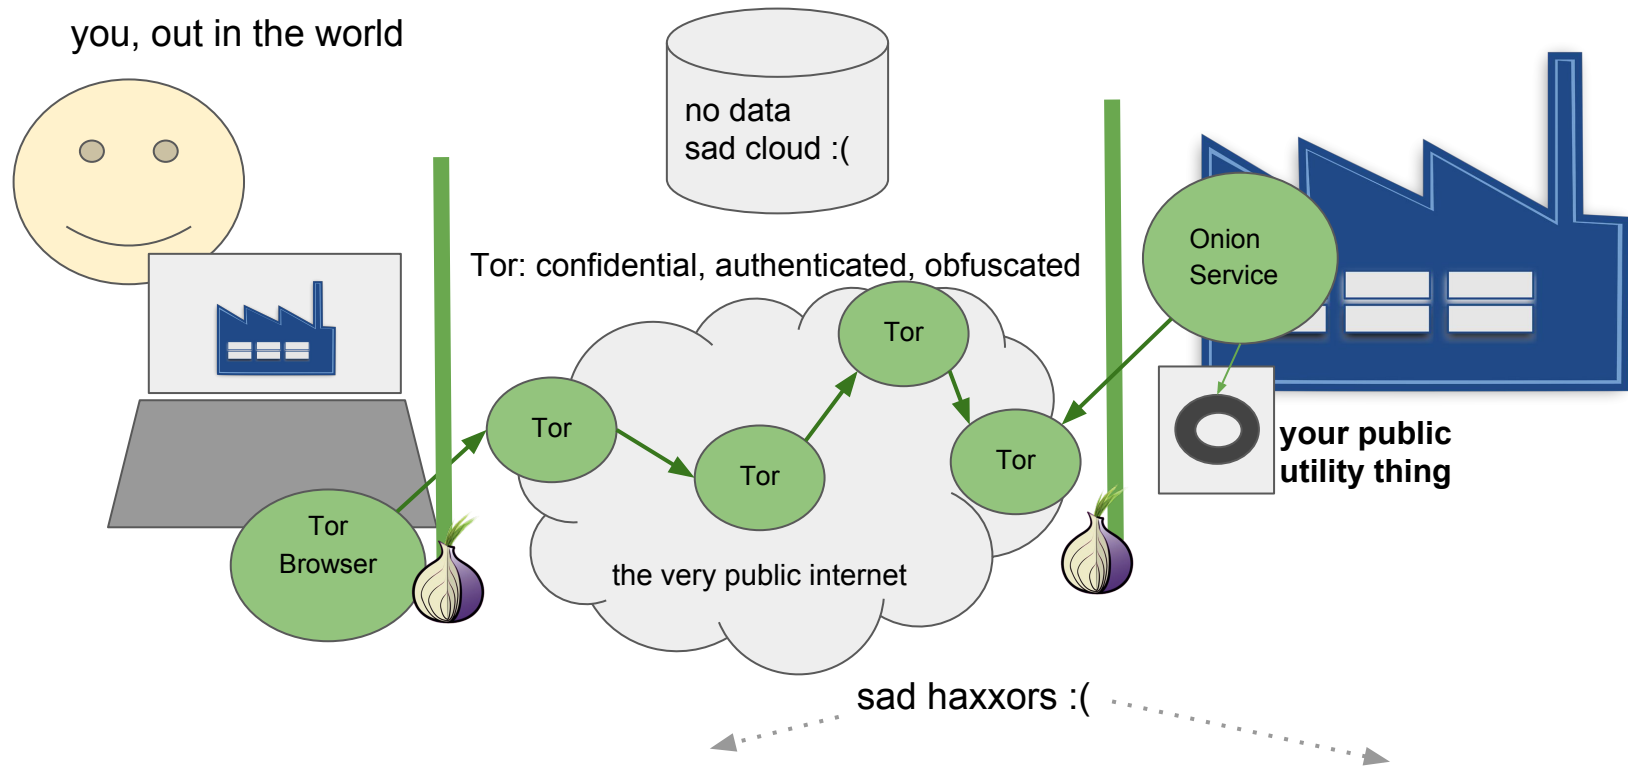 you, out in the world
no data
sad cloud :(
Tor: confidential, authenticated, obfuscated
Onion
Service
Tor
Tor
Tor
Tor
your public
utility thing
Tor
Browser
the very public internet
sad haxxors :(